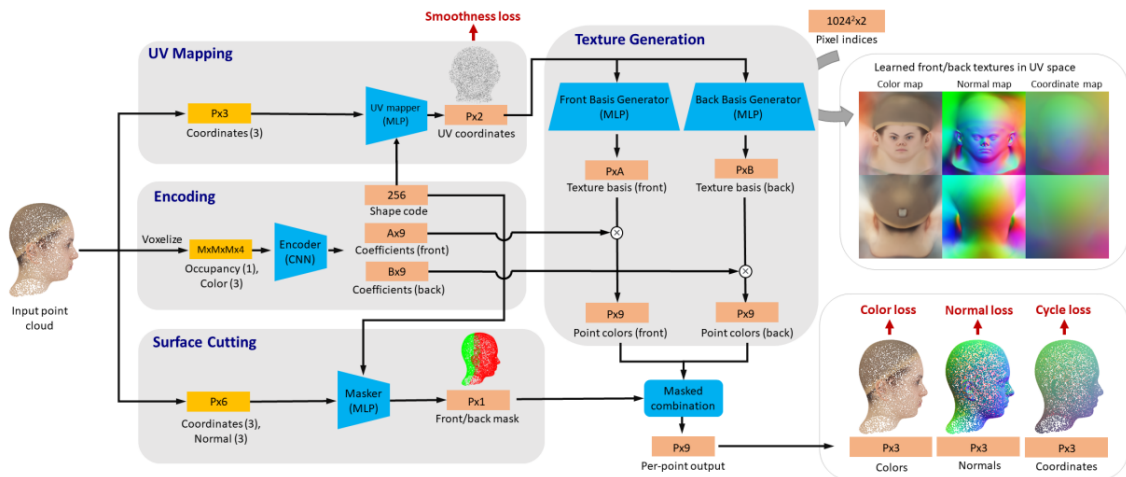 Smoothness loss
UV Mapping
Px3
Coordinates (3)
UV mapper
(MLP)
Px2
UV coordinates
Texture Generation
Front Basis Generator
(MLP)
Back Basis Generator
(MLP)
PxA
Texture basis (front)
PxB
Texture basis (back)
Px9
Point colors (front)
Px9
Point colors (back)
1024²x2
Pixel indices
Learned front/back textures in UV space
Color map
Normal map
Coordinate map
Input point
cloud
Voxelize
Encoding
MxMxMx4
Occupancy (1),
Color (3)
Encoder
(CNN)
256
Shape code
Ax9
Coefficients (front)
Bx9
Coefficients (back)
Surface Cutting
Px6
Coordinates (3),
Normal (3)
Masker
(MLP)
Px1
Front/back mask
Masked
combination
Px9
Per-point output
Color loss
Normal loss
Cycle loss
Px3
Colors
Px3
Normals
Px3
Coordinates